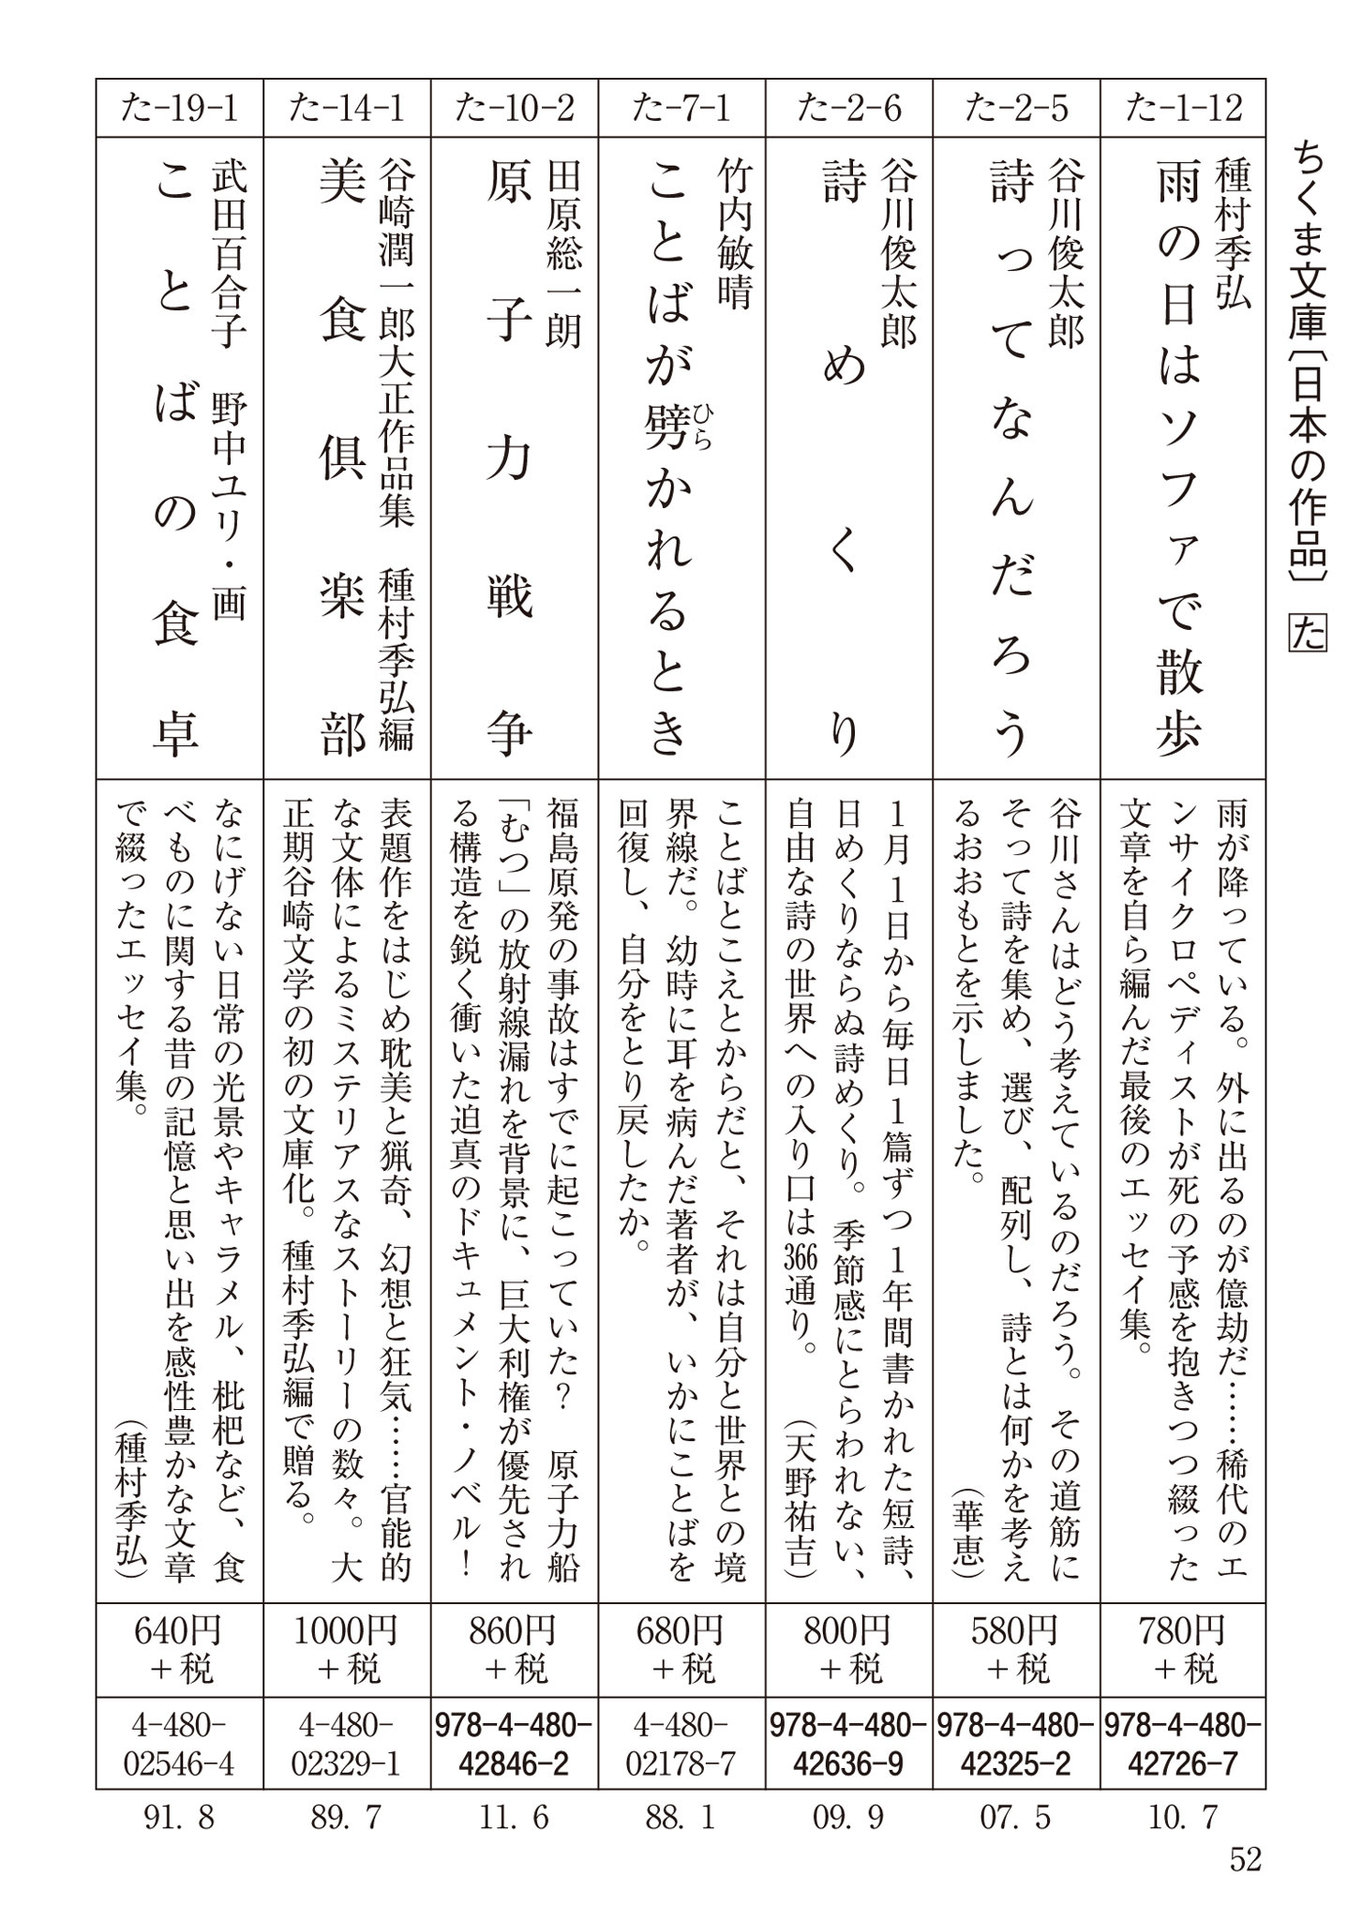 ちくま文庫〔日本の作品〕 た
た-1-12
種村季弘
雨の日はソファで散歩
雨が降っている。外に出るのが億劫だ……稀代のエ
ンサイクロペディストが死の予感を抱きつつ綴った
文章を自ら編んだ最後のエッセイ集。
780円
+税
978-4-480-
42726-7
10. 7
た-2-5
谷川俊太郎
詩ってなんだろう
谷川さんはどう考えているのだろう。その道筋に
そって詩を集め、選び、配列し、詩とは何かを考え
るおおもとを示しました。 (華恵)
580円
+税
978-4-480-
42325-2
07. 5
た-2-6
谷川俊太郎
詩めくり
1月1日から毎日1篇ずつ1年間書かれた短詩、
日めくりならぬ詩めくり。季節感にとらわれない、
自由な詩の世界への入り口は366通り。 (天野祐吉)
800円
+税
978-4-480-
42636-9
09. 9
た-7-1
竹内敏晴
ことばが劈かれるとき
ひら
ことばとこえとからだと、それは自分と世界との境
界線だ。幼時に耳を病んだ著者が、いかにことばを
回復し、自分をとり戻したか。
680円
+税
4-480-
02178-7
88. 1
た-10-2
田原総一朗
原子力戦争
福島原発の事故はすでに起こっていた? 原子力船
「むつ」の放射線漏れを背景に、巨大利権が優先され
る構造を鋭く衝いた迫真のドキュメント・ノベル!
860円
+税
978-4-480-
42846-2
11. 6
た-14-1
谷崎潤一郎大正作品集 種村季弘編
美食倶楽部
表題作をはじめ耽美と猟奇、幻想と狂気……官能的
な文体によるミステリアスなストーリーの数々。大
正期谷崎文学の初の文庫化。種村季弘編で贈る。
1000円
+税
4-480-
02329-1
89. 7
た-19-1
武田百合子 野中ユリ・画
ことばの食卓
なにげない日常の光景やキャラメル、枇杷など、食
べものに関する昔の記憶と思い出を感性豊かな文章
で綴ったエッセイ集。 (種村季弘)
640円
+税
4-480-
02546-4
91. 8
52